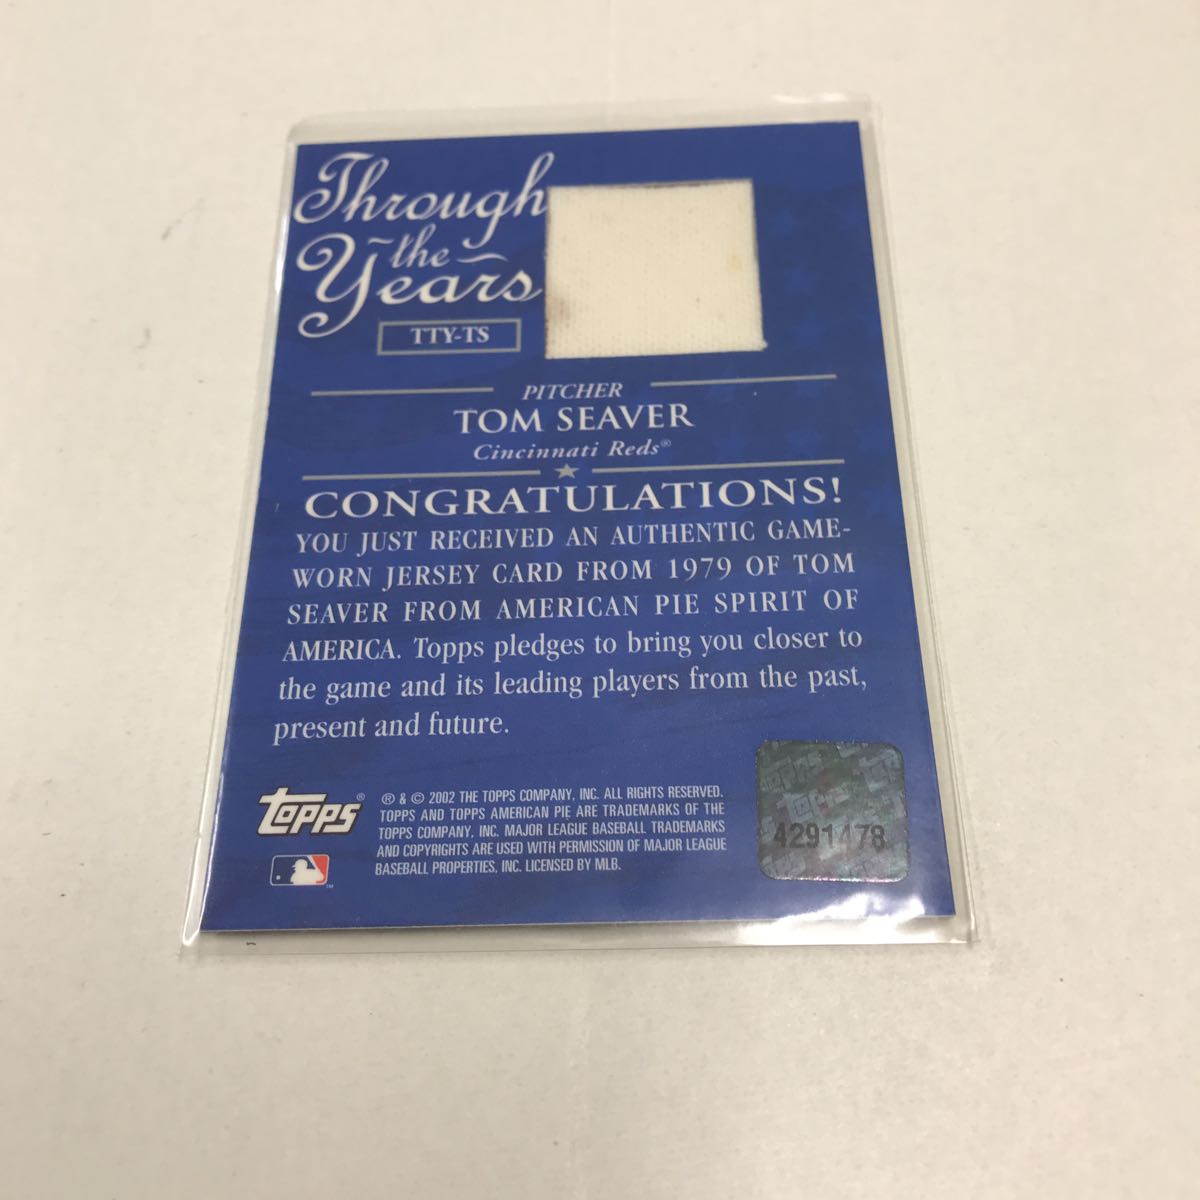 Through
the
Years
TTY-TS
PITCHER
TOM SEAVER
Cincinnati Reds®
CONGRATULATIONS!
YOU JUST RECEIVED AN AUTHENTIC GAME-
WORN JERSEY CARD FROM 1979 OF TOM
SEAVER FROM AMERICAN PIE SPIRIT OF
AMERICA. Topps pledges to bring you closer to
the game and its leading players from the past,
present and future.
topps®
® & © 2002 THE TOPPS COMPANY, INC. ALL RIGHTS RESERVED.
TOPPS AND TOPPS AMERICAN PIE ARE TRADEMARKS OF THE
TOPPS COMPANY, INC. MAJOR LEAGUE BASEBALL TRADEMARKS
AND COPYRIGHTS ARE USED WITH PERMISSION OF MAJOR LEAGUE
BASEBALL PROPERTIES, INC. LICENSED BY MLB.
topps
topps
4291478